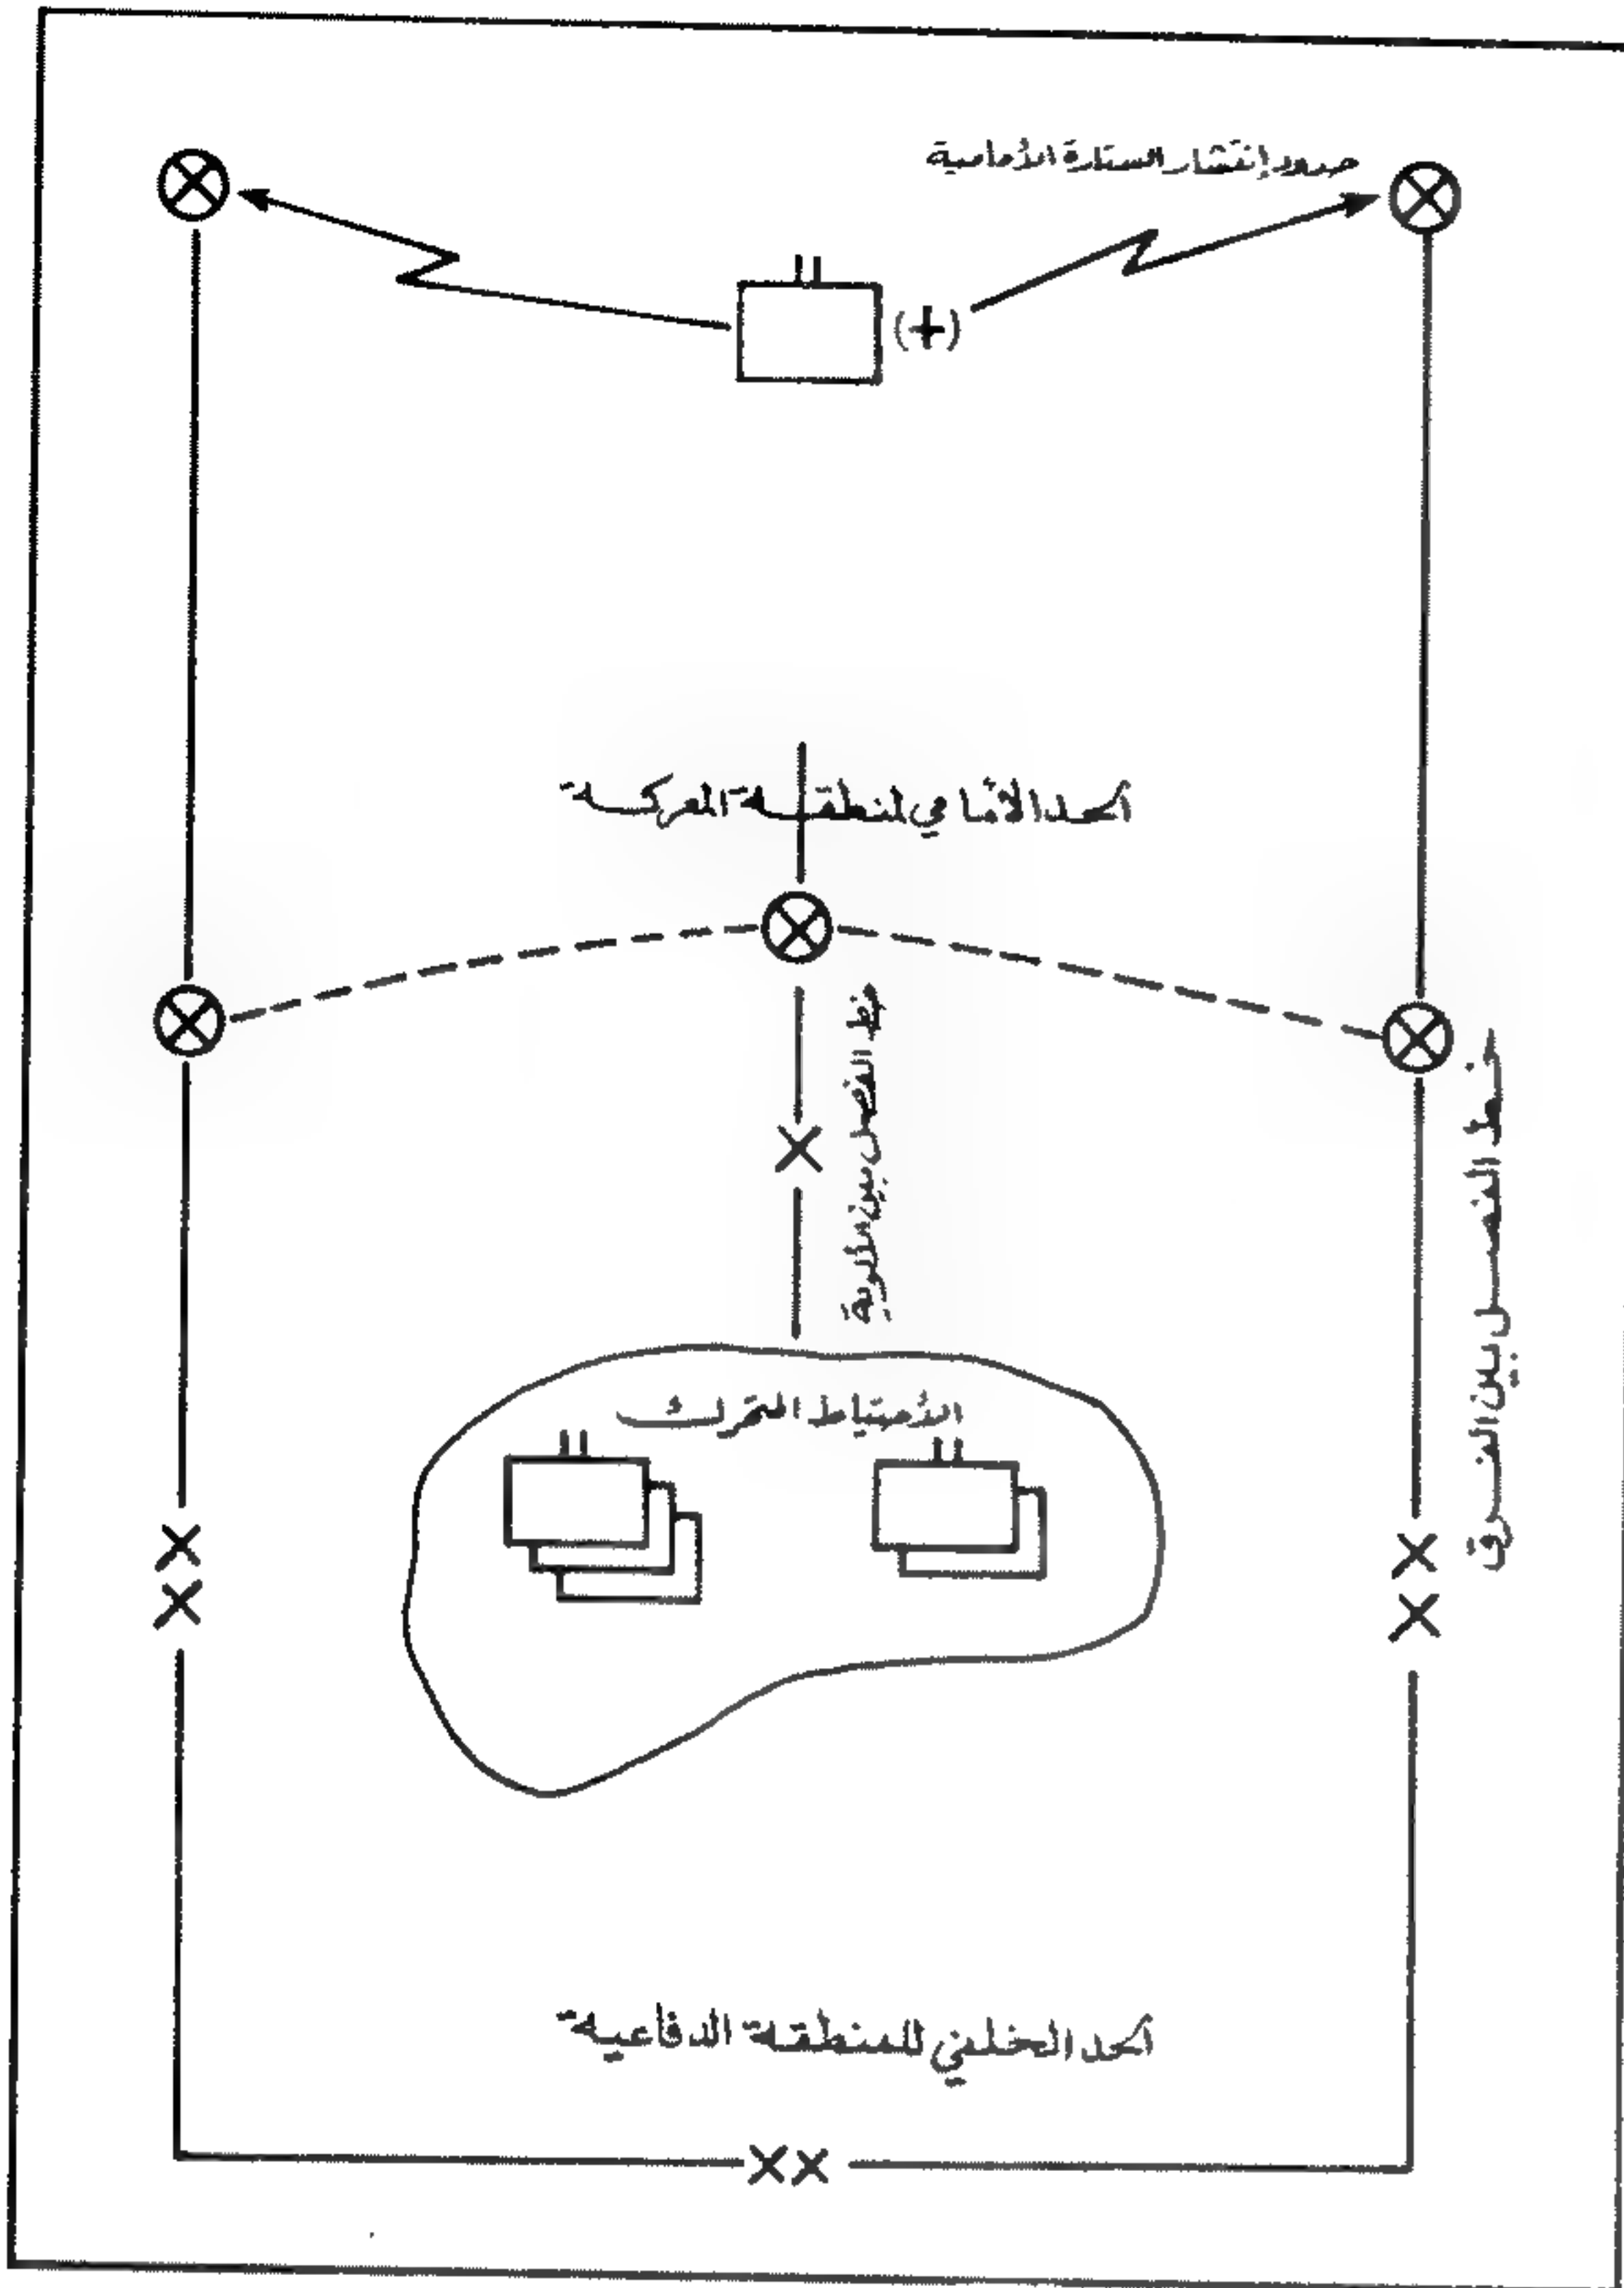 حدود إنتشار الستارة الأمامية
(+)
الحد الأمامي لمنطقة المعركة
خط الفصل بين الألوية
خط الفصل بين الفرق
الأحتياط المتحرك
الحد الخلفي للمنطقة الدفاعية